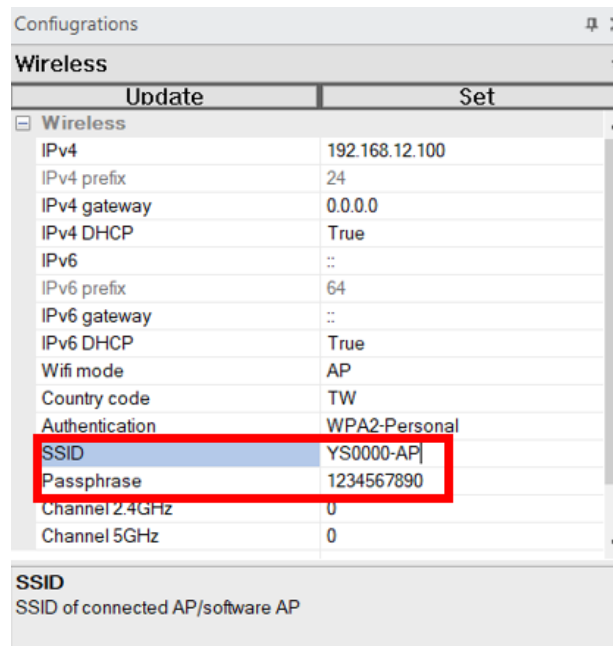 Confiugrations
Wireless
Update Set
Wireless
IPv4 192.168.12.100
IPv4 prefix 24
IPv4 gateway 0.0.0.0
IPv4 DHCP True
IPv6 ::
IPv6 prefix 64
IPv6 gateway ::
IPv6 DHCP True
Wifi mode AP
Country code TW
Authentication WPA2-Personal
SSID YS0000-AP
Passphrase 1234567890
Channel 2.4GHz 0
Channel 5GHz 0
SSID
SSID of connected AP/software AP